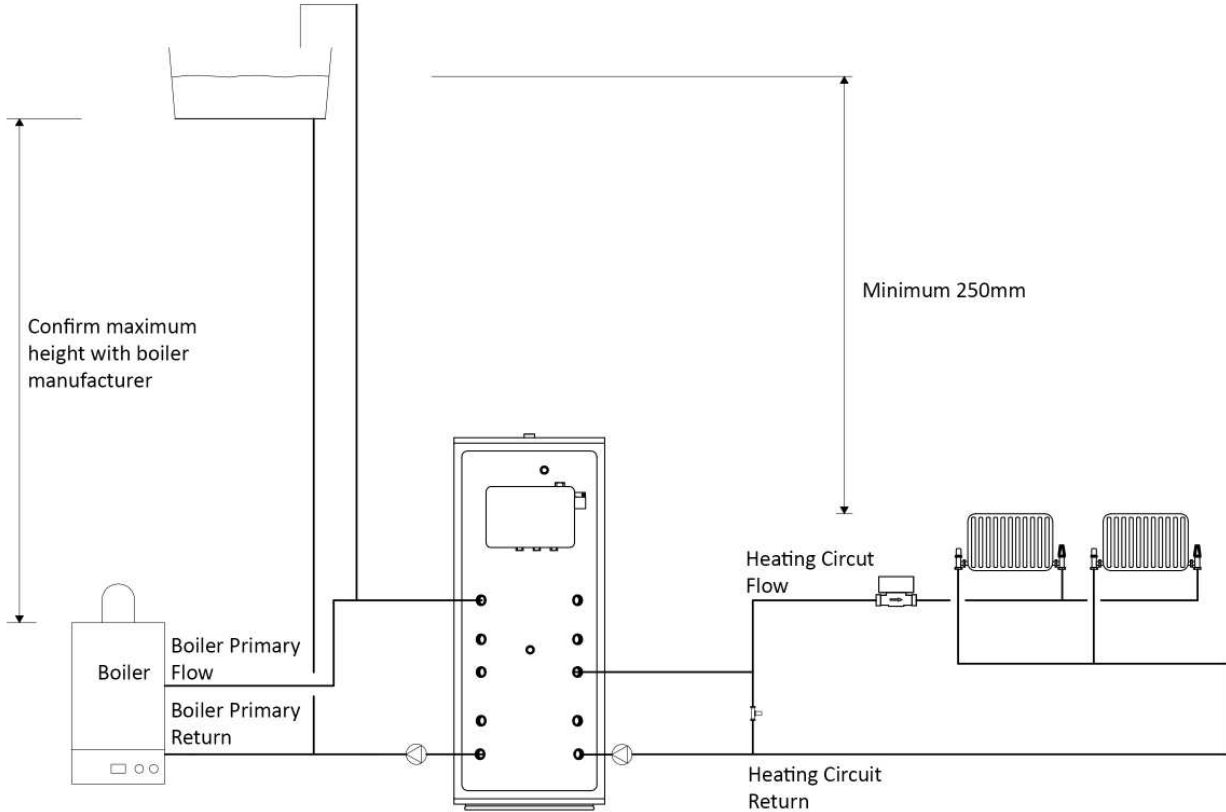 Minimum 250mm
Confirm maximum
height with boiler
manufacturer
Heating Circut
Flow
Boiler
Boiler Primary
Flow
Boiler Primary
Return
Heating Circuit
Return